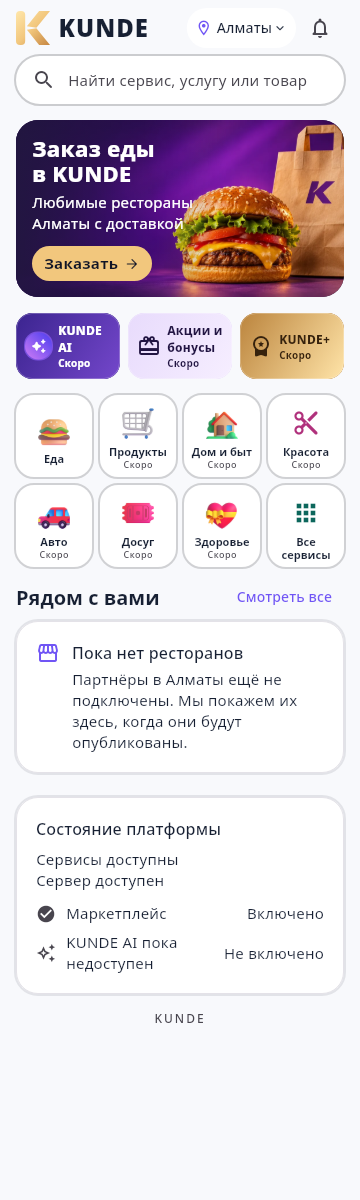 KUNDE
Алматы
Найти сервис, услугу или товар
Заказ еды
в KUNDE
Любимые рестораны
Алматы с доставкой
Заказать →
K
KUNDE
AI
Скоро
Акции и
бонусы
Скоро
KUNDE+
Скоро
Еда
Продукты
Скоро
Дом и быт
Скоро
Красота
Скоро
Авто
Скоро
Досуг
Скоро
Здоровье
Скоро
Все
сервисы
Рядом с вами
Смотреть все
Пока нет ресторанов
Партнёры в Алматы ещё не
подключены. Мы покажем их
здесь, когда они будут
опубликованы.
Состояние платформы
Сервисы доступны
Сервер доступен
Маркетплейс
Включено
KUNDE AI пока
недоступен
Не включено
KUNDE